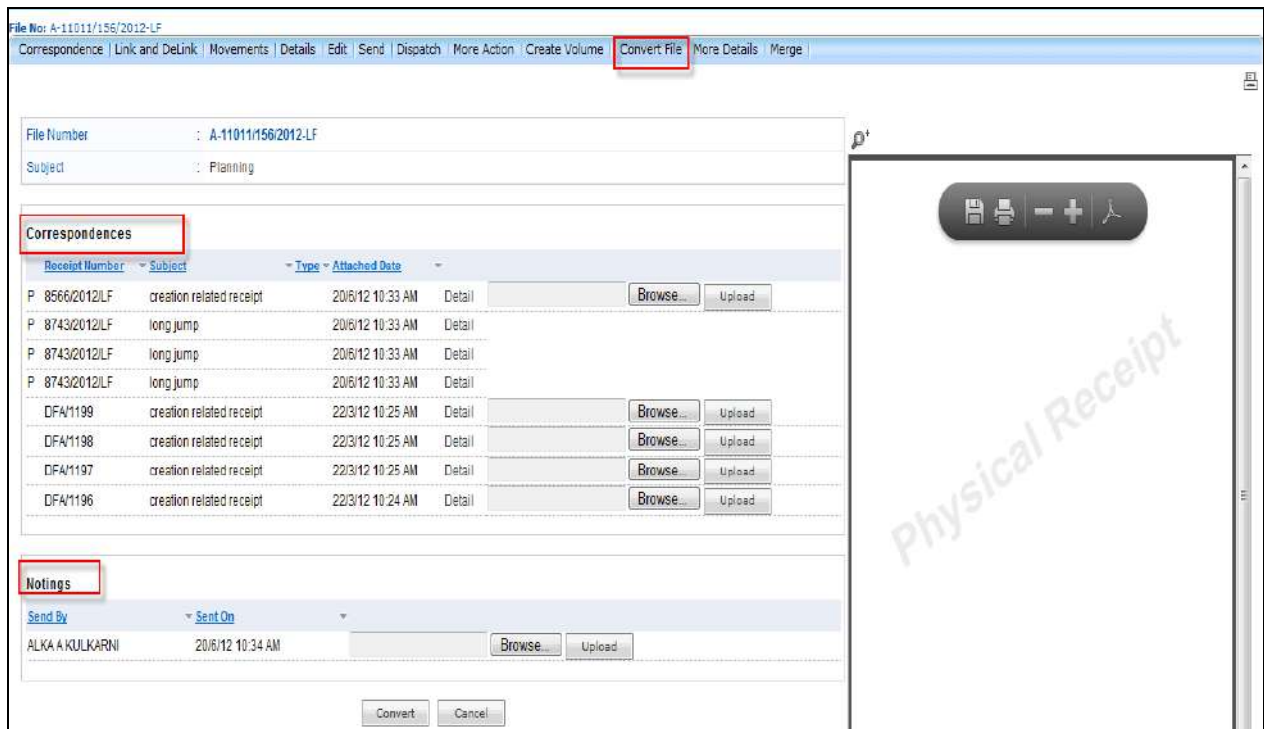 File No: A-11011/156/2012-LF
Correspondence | Link and DeLink | Movements | Details | Edit | Send | Dispatch | More Action | Create Volume | Convert File | More Details | Merge |
File Number : A-11011/156/2012-LF
Subject : Planning
Correspondences
Receipt Number Subject Type Attached Date
P 8566/2012/LF creation related receipt 20/6/12 10:33 AM Detail Browse... Upload
P 8743/2012/LF long jump 20/6/12 10:33 AM Detail
P 8743/2012/LF long jump 20/6/12 10:33 AM Detail
P 8743/2012/LF long jump 20/6/12 10:33 AM Detail
DFA/1199 creation related receipt 22/3/12 10:25 AM Detail Browse... Upload
DFA/1198 creation related receipt 22/3/12 10:25 AM Detail Browse... Upload
DFA/1197 creation related receipt 22/3/12 10:25 AM Detail Browse... Upload
DFA/1196 creation related receipt 22/3/12 10:24 AM Detail Browse... Upload
Notings
Send By Sent On
ALKA A KULKARNI 20/6/12 10:34 AM Browse... Upload
Convert Cancel
Physical Receipt